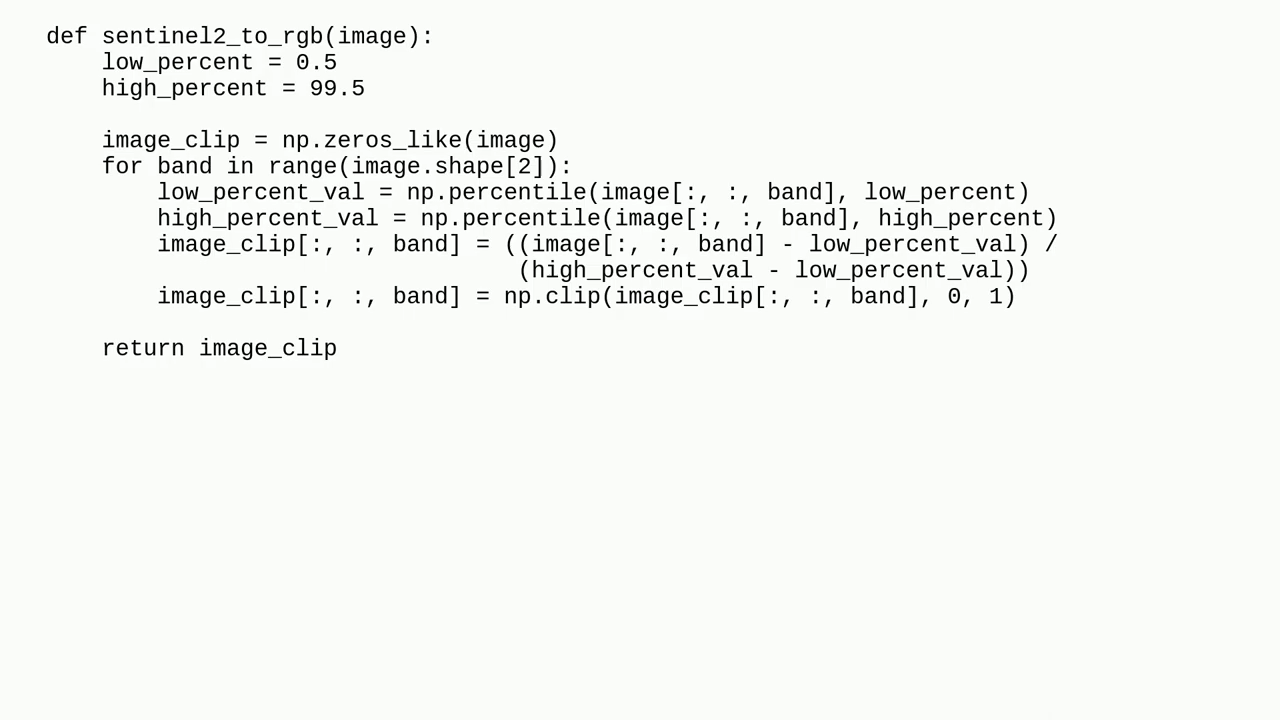 def sentinel2_to_rgb(image):
    low_percent = 0.5
    high_percent = 99.5

    image_clip = np.zeros_like(image)
    for band in range(image.shape[2]):
        low_percent_val = np.percentile(image[:, :, band], low_percent)
        high_percent_val = np.percentile(image[:, :, band], high_percent)
        image_clip[:, :, band] = ((image[:, :, band] - low_percent_val) /
                                  (high_percent_val - low_percent_val))
        image_clip[:, :, band] = np.clip(image_clip[:, :, band], 0, 1)

    return image_clip